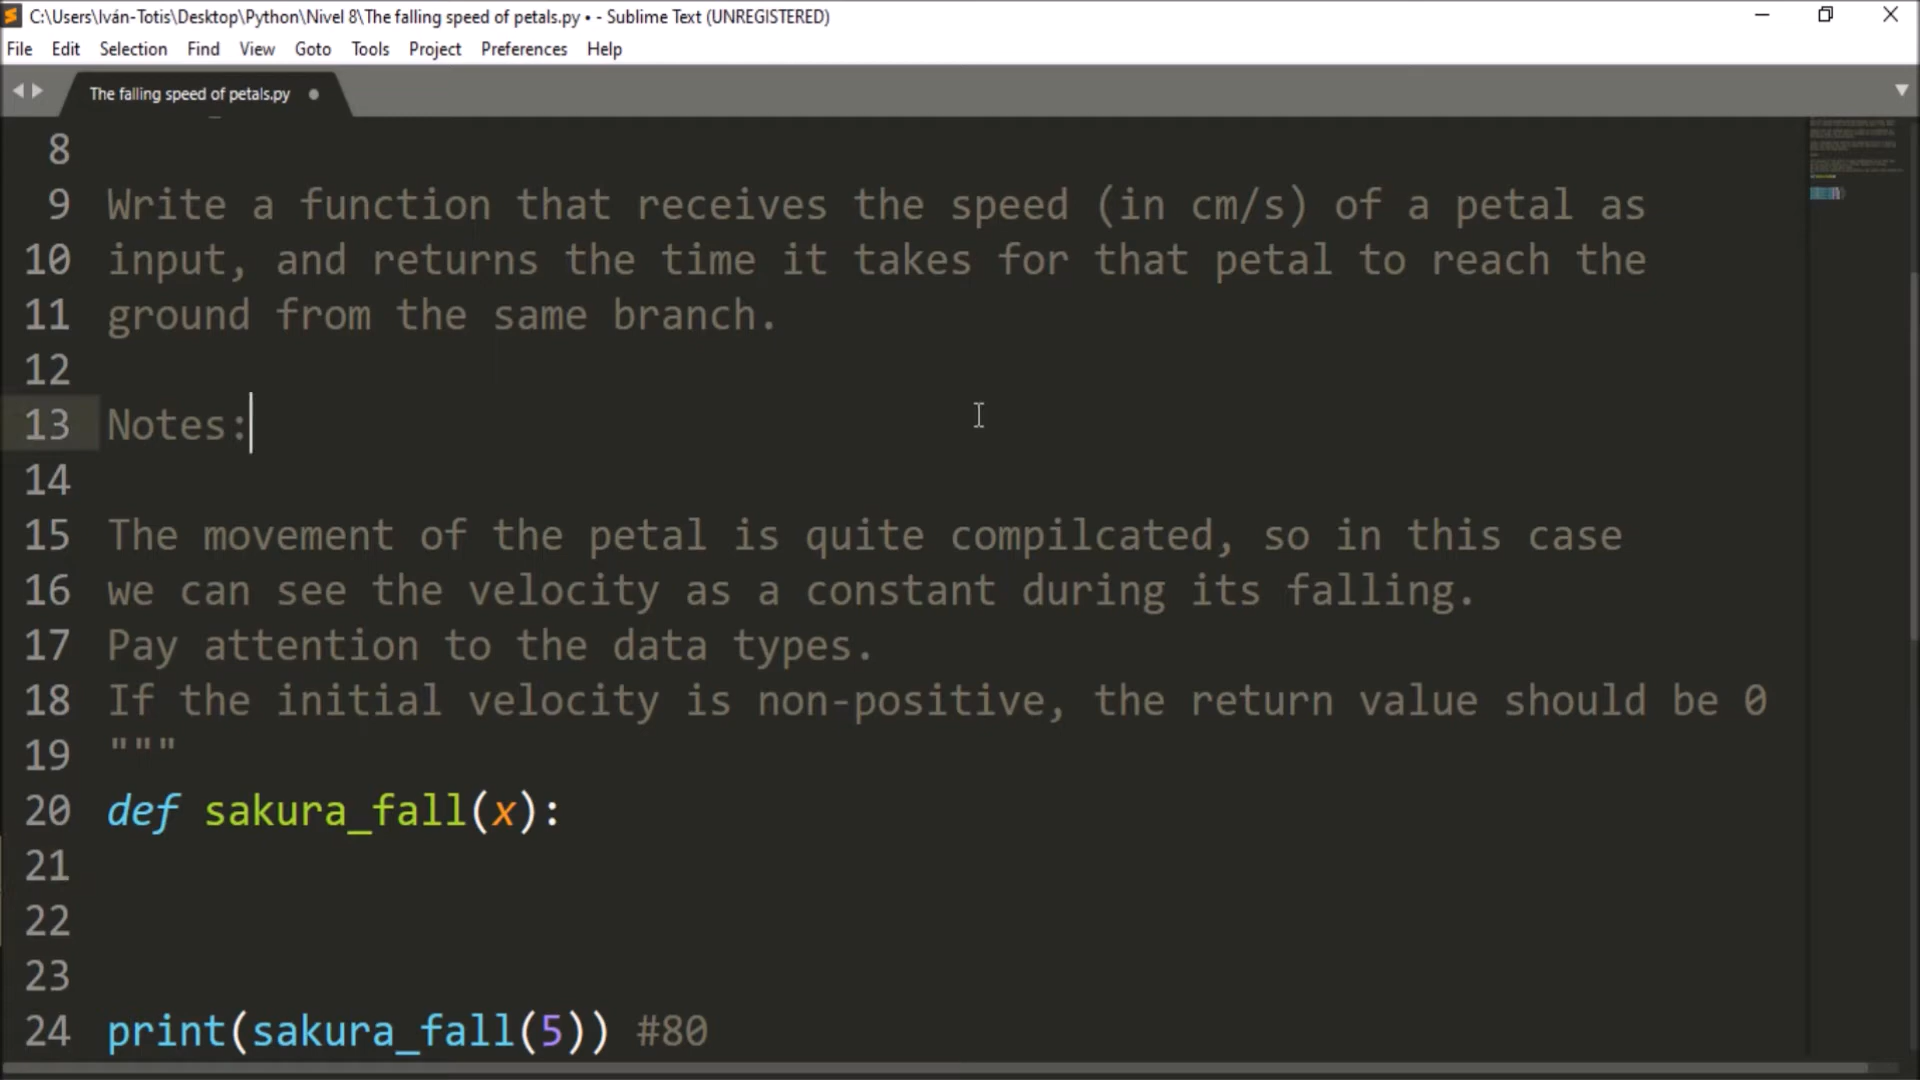 C:\Users\Iván-Totis\Desktop\Python\Nivel 8\The falling speed of petals.py • - Sublime Text (UNREGISTERED)
File Edit Selection Find View Goto Tools Project Preferences Help
The falling speed of petals.py
8
9 Write a function that receives the speed (in cm/s) of a petal as
10 input, and returns the time it takes for that petal to reach the
11 ground from the same branch.
12
13 Notes:
14
15 The movement of the petal is quite compilcated, so in this case
16 we can see the velocity as a constant during its falling.
17 Pay attention to the data types.
18 If the initial velocity is non-positive, the return value should be 0
19 """
20 def sakura_fall(x):
21
22
23
24 print(sakura_fall(5)) #80